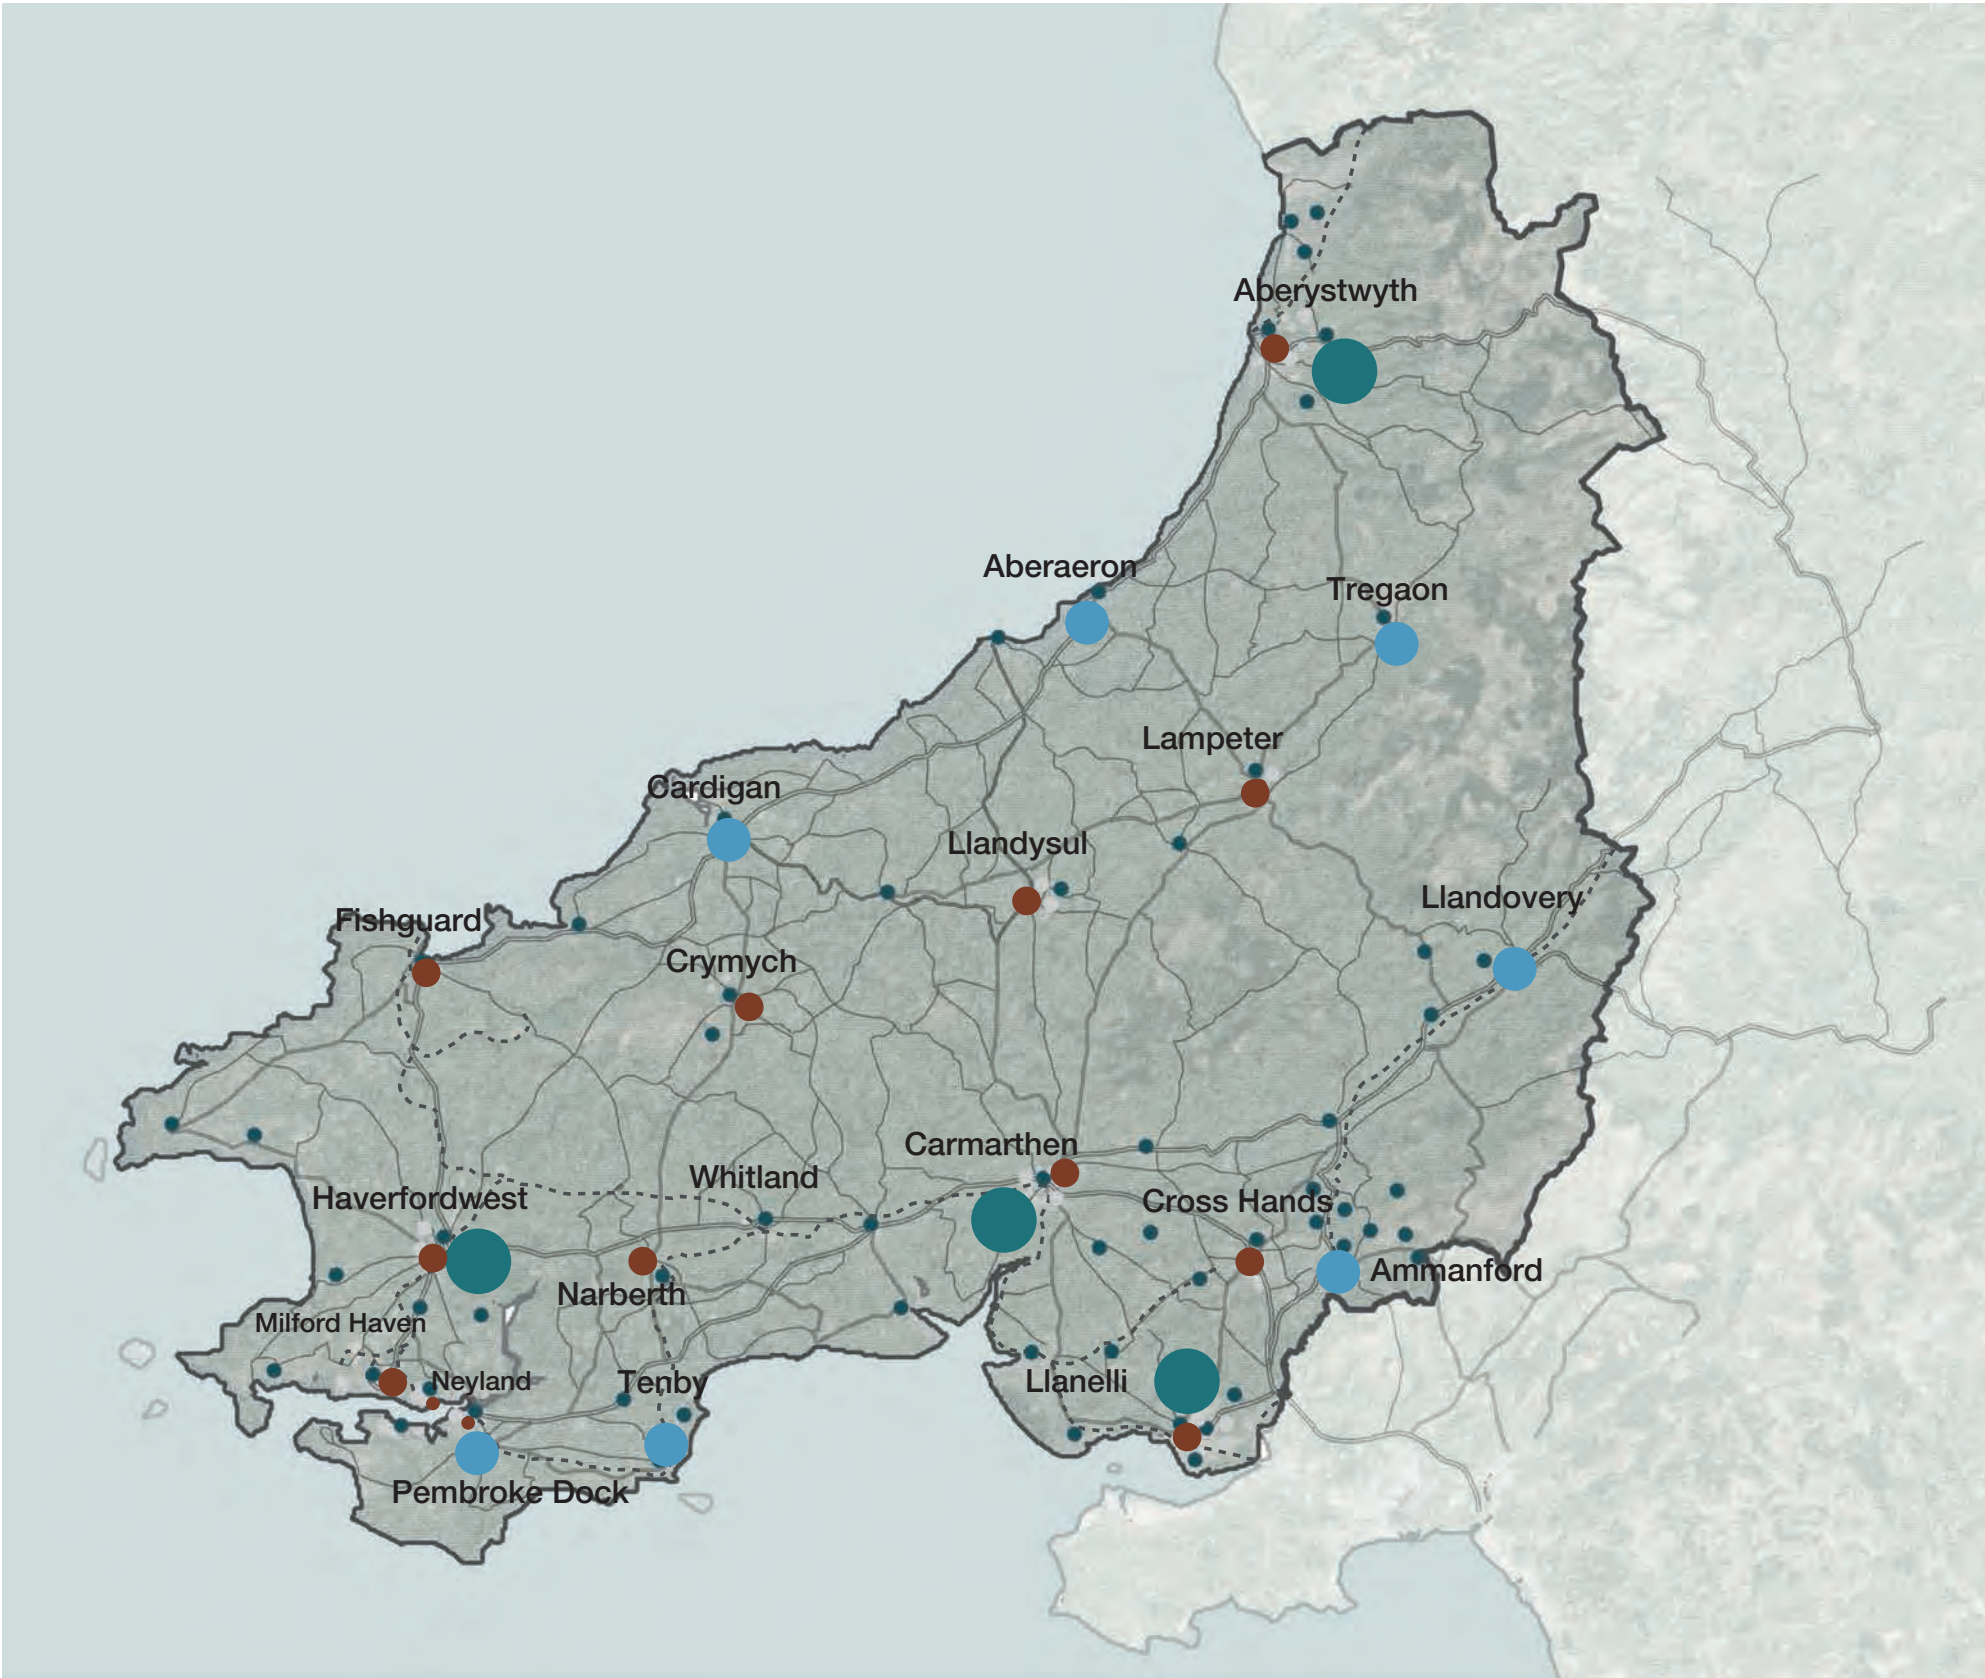 Aberystwyth
Aberaeron
Tregaon
Lampeter
Cardigan
Llandysul
Llandovery
Fishguard
Crymych
Carmarthen
Whitland
Haverfordwest
Cross Hands
Ammanford
Narberth
Milford Haven
Neyland
Tenby
Llanelli
Pembroke Dock